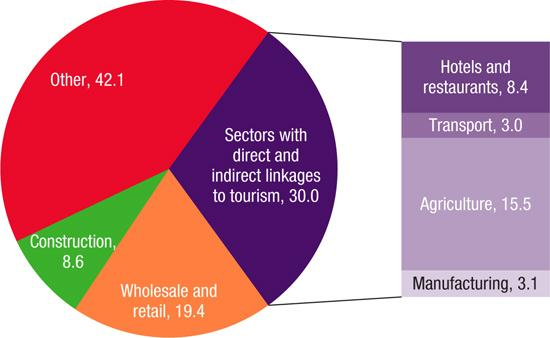 Other, 42.1
Sectors with
direct and
indirect linkages
to tourism, 30.0
Construction,
8.6
Wholesale and
retail, 19.4
Hotels and
restaurants, 8.4
Transport, 3.0
Agriculture, 15.5
Manufacturing, 3.1